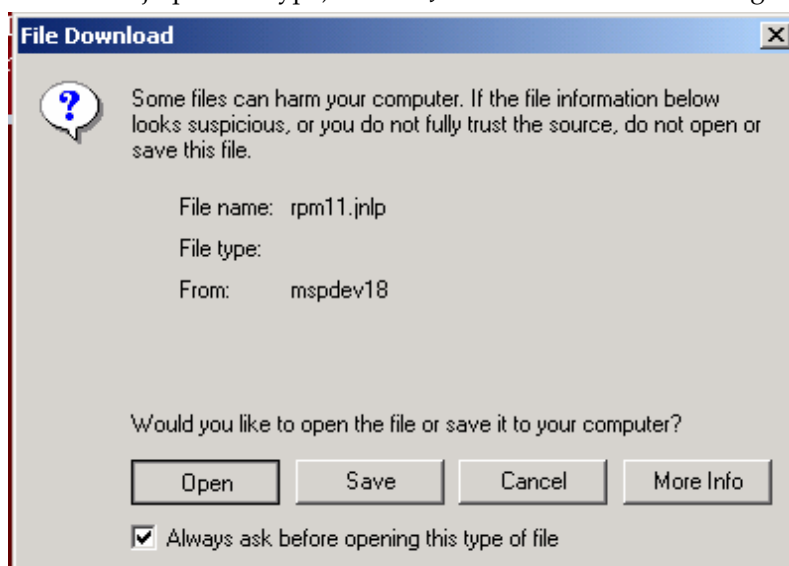 File Download
Some files can harm your computer. If the file information below
looks suspicious, or you do not fully trust the source, do not open or
save this file.
File name: rpm11.jnlp
File type:
From: mspdev18
Would you like to open the file or save it to your computer?
Open Save Cancel More Info
Always ask before opening this type of file